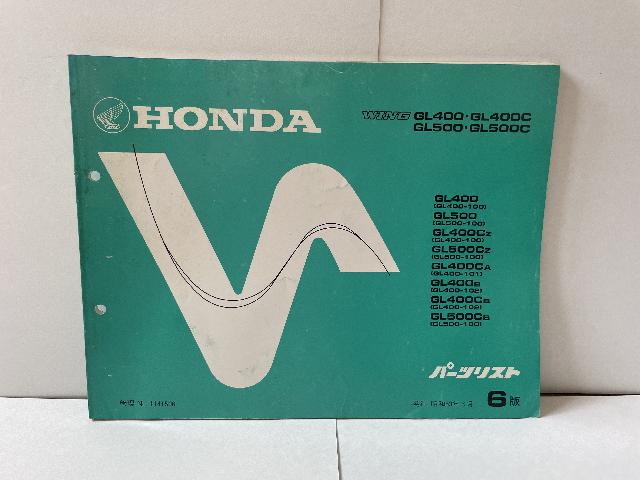 HONDA
WING GL400・GL400C
GL500・GL500C
GL400
(GL400-100)
GL500
(GL500-100)
GL400Cz
(GL400-100)
GL500Cz
(GL500-100)
GL400CA
(GL400-101)
GL400B
(GL400-102)
GL400CB
(GL400-102)
GL500CB
(GL500-100)
パーツリスト
6版